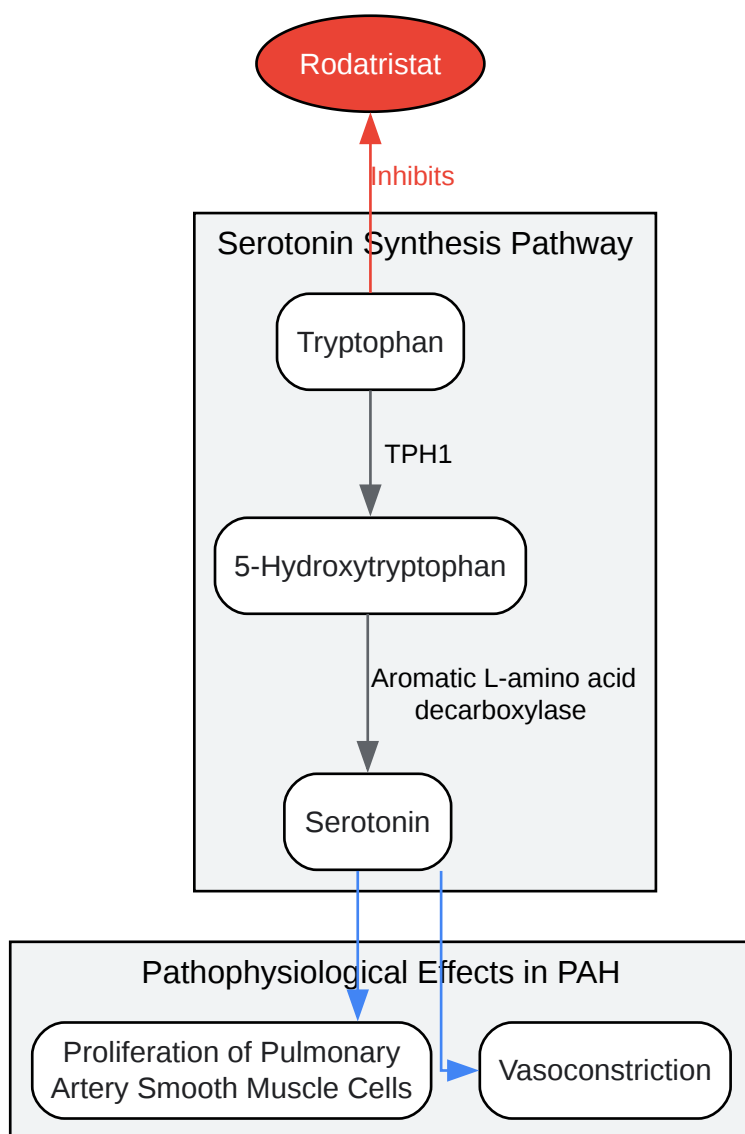 Rodatristat
Inhibits
Serotonin Synthesis Pathway
Tryptophan
TPH1
5-Hydroxytryptophan
Aromatic L-amino acid
decarboxylase
Serotonin
Pathophysiological Effects in PAH
Proliferation of Pulmonary
Artery Smooth Muscle Cells
Vasoconstriction